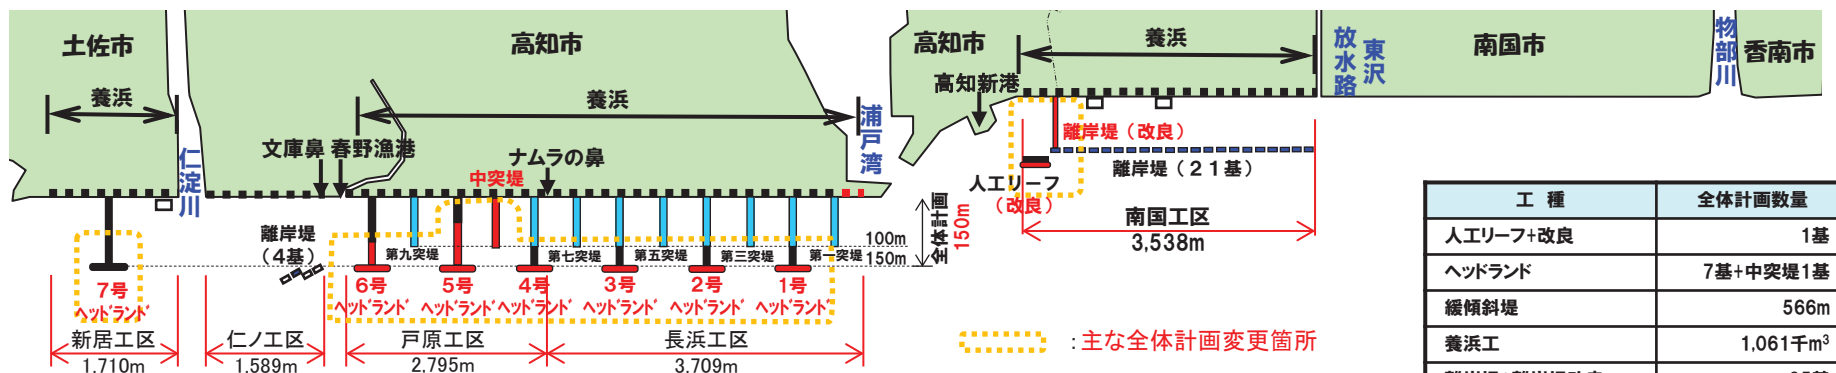 土佐市
高知市
高知市
養浜
放水路
東沢
南国市
物部川
香南市
養浜
養浜
高知新港
浦戸湾
文庫鼻
春野漁港
ナムラの鼻
仁淀川
中突堤
離岸堤（改良）
離岸堤（２１基）
人工リーフ
（改良）
南国工区
3,538m
離岸堤
（４基）
第九突堤
第七突堤
第五突堤
第三突堤
第一突堤
100m
150m
全体計画
150m
7号
ヘッドランド
6号
ヘッドランド
5号
ヘッドランド
4号
ヘッドランド
3号
ヘッドランド
2号
ヘッドランド
1号
ヘッドランド
新居工区
1,710m
仁ノ工区
1,589m
戸原工区
2,795m
長浜工区
3,709m
：主な全体計画変更箇所
工 種 全体計画数量
人工リーフ+改良 1基
ヘッドランド 7基+中突堤1基
緩傾斜堤 566m
養浜工 1,061千m³